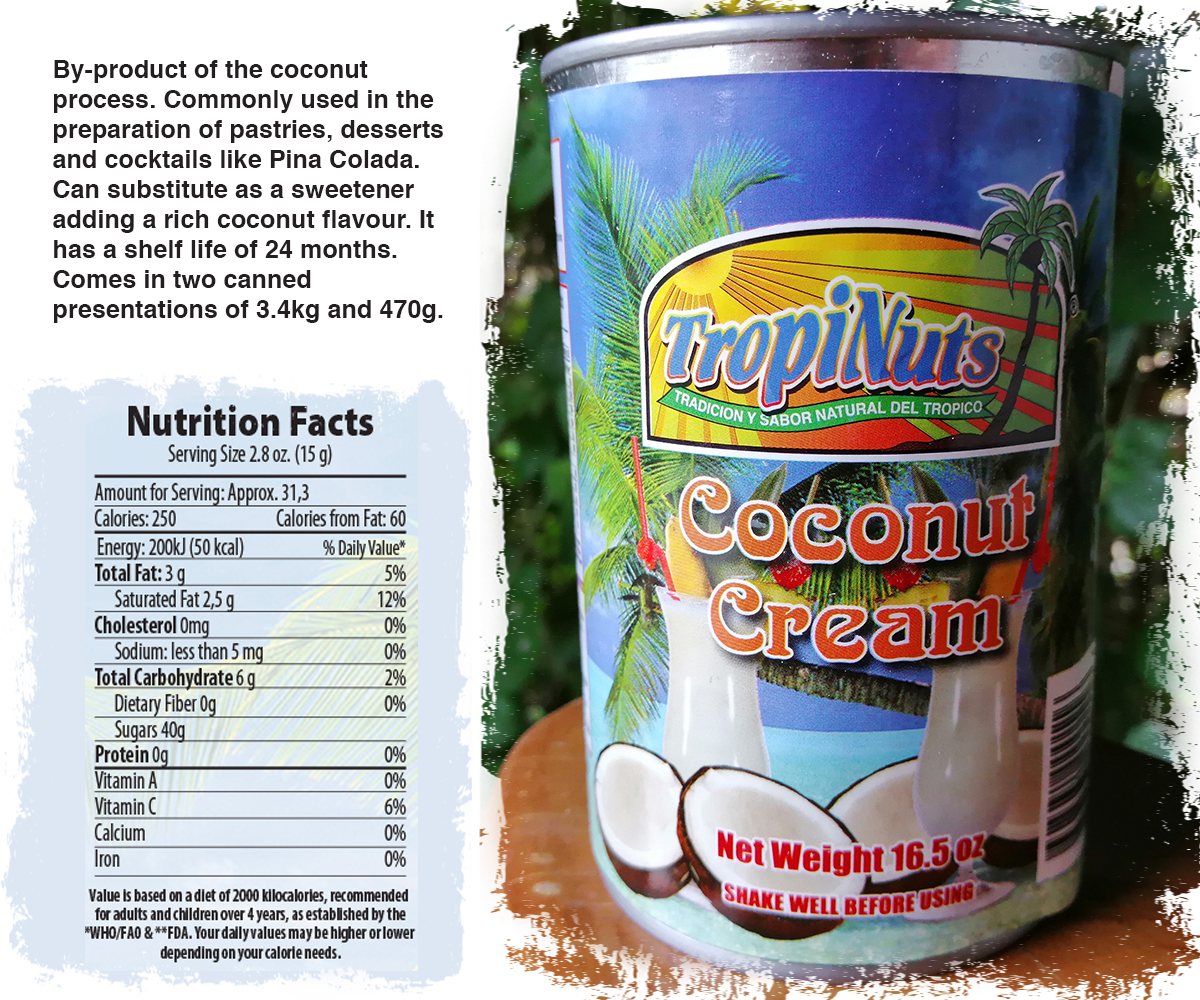 By-product of the coconut
process. Commonly used in the
preparation of pastries, desserts
and cocktails like Pina Colada.
Can substitute as a sweetener
adding a rich coconut flavour. It
has a shelf life of 24 months.
Comes in two canned
presentations of 3.4kg and 470g.
Nutrition Facts
Serving Size 2.8 oz. (15 g)
Amount for Serving: Approx. 31,3
Calories: 250 Calories from Fat: 60
Energy: 200kJ (50 kcal) % Daily Value*
Total Fat: 3 g 5%
Saturated Fat 2,5 g 12%
Cholesterol 0mg 0%
Sodium: less than 5 mg 0%
Total Carbohydrate 6 g 2%
Dietary Fiber 0g 0%
Sugars 40g
Protein 0g 0%
Vitamin A 0%
Vitamin C 6%
Calcium 0%
Iron 0%
Value is based on a diet of 2000 kilocalories, recommended
for adults and children over 4 years, as established by the
*WHO/FAO & **FDA. Your daily values may be higher or lower
depending on your calorie needs.
TropiNuts ®
TRADICION Y SABOR NATURAL DEL TROPICO
Coconut
Cream
Net Weight 16.5 oz
SHAKE WELL BEFORE USING